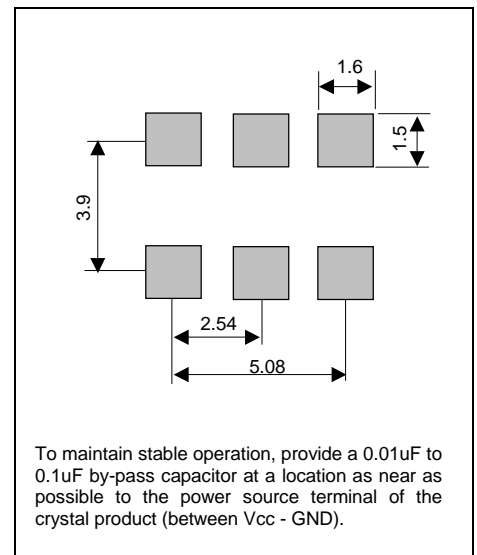 1.6
1.5
3.9
2.54
5.08
To maintain stable operation, provide a 0.01uF to
0.1uF by-pass capacitor at a location as near as
possible to the power source terminal of the
crystal product (between Vcc - GND).